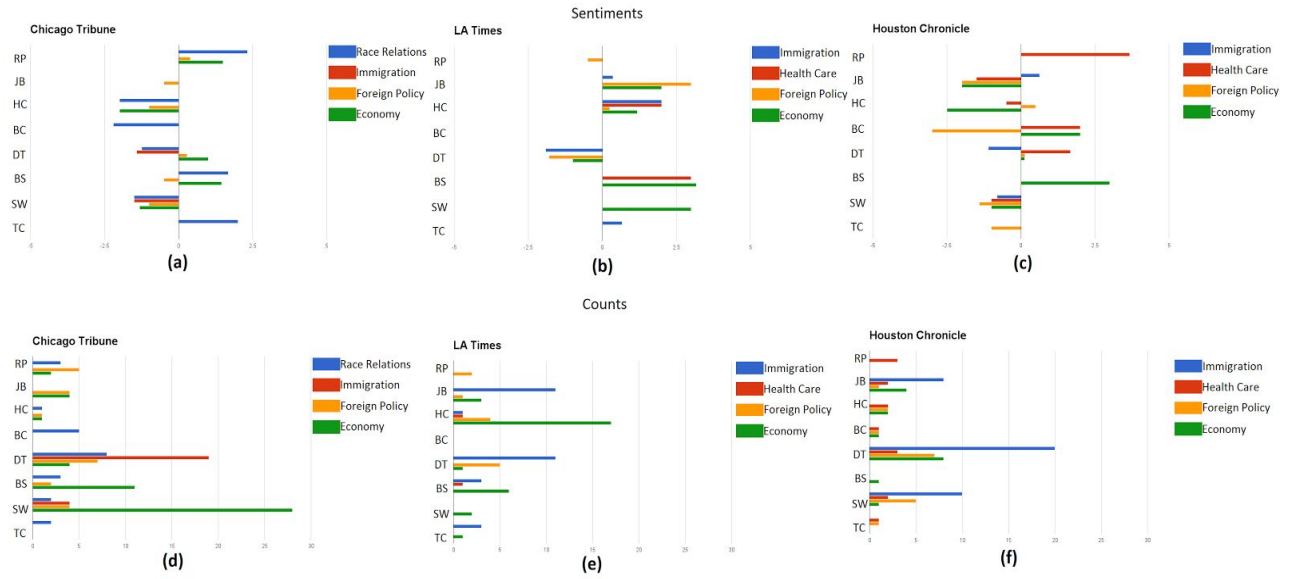 Sentiments
Chicago Tribune
RP
JB
HC
BC
DT
BS
SW
TC
-5
-2.5
0
2.5
5
Race Relations
Immigration
Foreign Policy
Economy
(a)
LA Times
RP
JB
HC
BC
DT
BS
SW
TC
-5
-2.5
0
2.5
5
Immigration
Health Care
Foreign Policy
Economy
(b)
Houston Chronicle
RP
JB
HC
BC
DT
BS
SW
TC
-5
-2.5
0
2.5
5
Immigration
Health Care
Foreign Policy
Economy
(c)
Counts
Chicago Tribune
RP
JB
HC
BC
DT
BS
SW
TC
0
5
10
15
20
25
30
Race Relations
Immigration
Foreign Policy
Economy
(d)
LA Times
RP
JB
HC
BC
DT
BS
SW
TC
0
5
10
15
20
25
30
Immigration
Health Care
Foreign Policy
Economy
(e)
Houston Chronicle
RP
JB
HC
BC
DT
BS
SW
TC
0
5
10
15
20
25
30
Immigration
Health Care
Foreign Policy
Economy
(f)